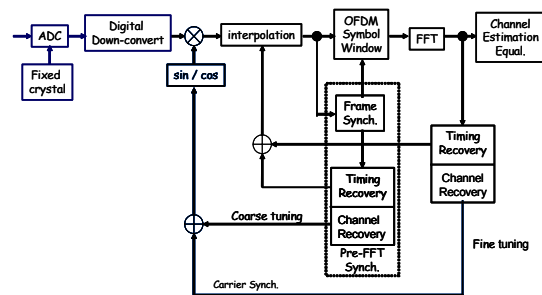 ADC
Digital
Down-convert
interpolation
OFDM
Symbol
Window
FFT
Channel
Estimation
Equal.
Fixed
crystal
sin / cos
Frame
Synch.
Timing
Recovery
Channel
Recovery
Timing
Recovery
Channel
Recovery
Coarse tuning
Pre-FFT
Synch.
Fine tuning
Carrier Synch.